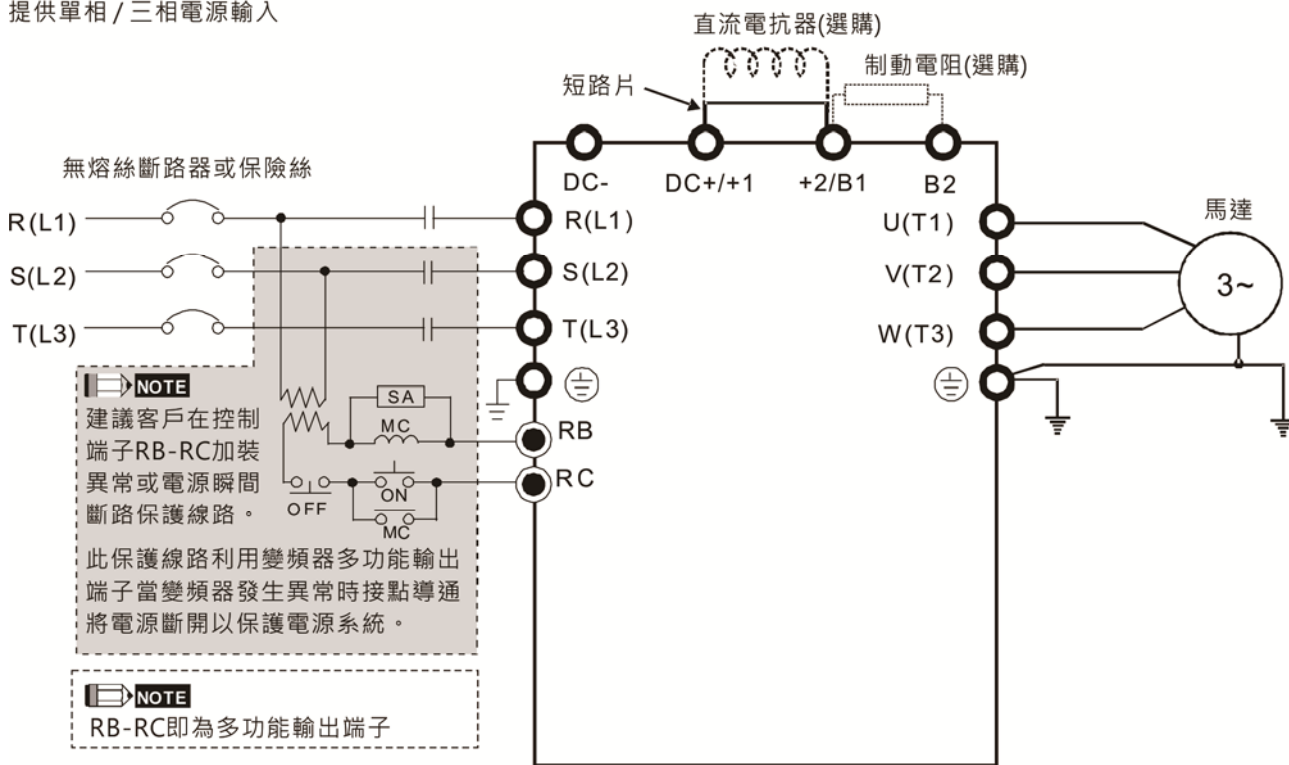 提供單相/三相電源輸入
直流電抗器(選購)
制動電阻(選購)
短路片
無熔絲斷路器或保險絲
DC-
DC+/+1
+2/B1
B2
馬達
R(L1)
R(L1)
U(T1)
S(L2)
S(L2)
V(T2)
3~
T(L3)
T(L3)
W(T3)
NOTE
建議客戶在控制
端子RB-RC加裝
異常或電源瞬間
斷路保護線路。
此保護線路利用變頻器多功能輸出
端子當變頻器發生異常時接點導通
將電源斷開以保護電源系統。
SA
MC
RB
OFF
ON
MC
RC
NOTE
RB-RC即為多功能輸出端子